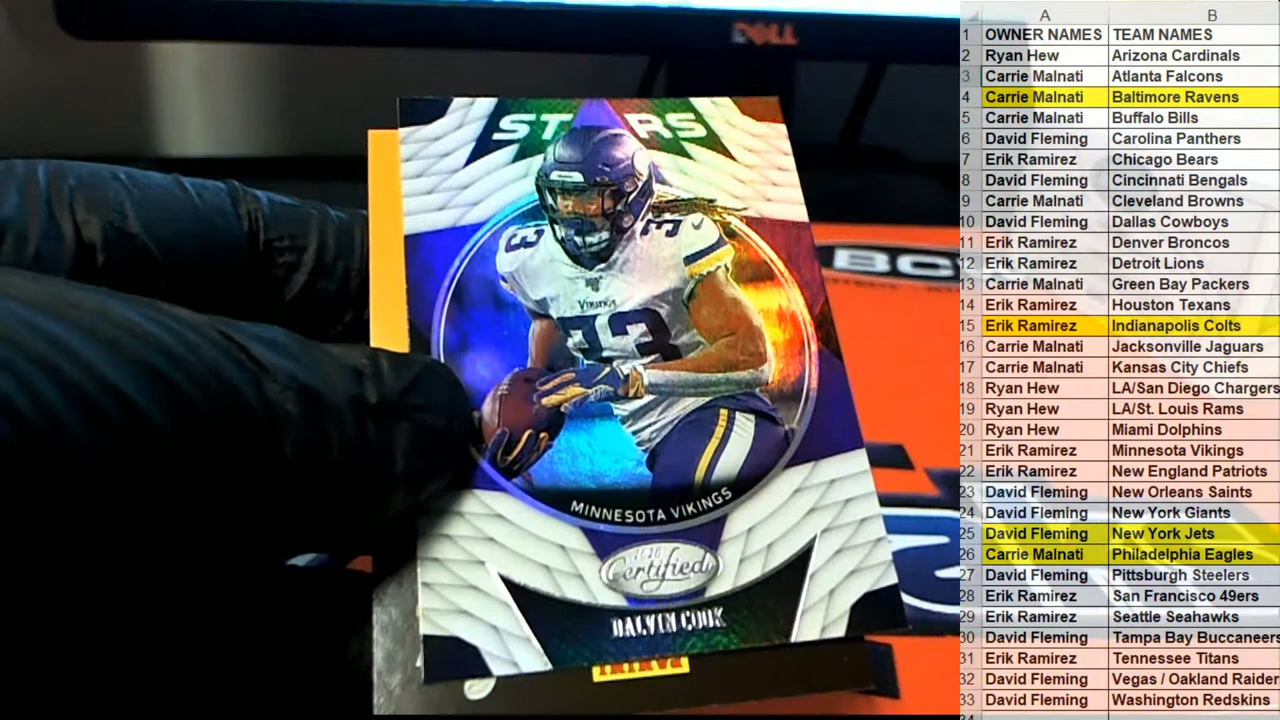 DELL
STARS
33
33
VIKINGS
33
MINNESOTA VIKINGS
2020
Certified
DALVIN COOK
PANINI
BC
A B
1 OWNER NAMES TEAM NAMES
2 Ryan Hew Arizona Cardinals
3 Carrie Malnati Atlanta Falcons
4 Carrie Malnati Baltimore Ravens
5 Carrie Malnati Buffalo Bills
6 David Fleming Carolina Panthers
7 Erik Ramirez Chicago Bears
8 David Fleming Cincinnati Bengals
9 Carrie Malnati Cleveland Browns
10 David Fleming Dallas Cowboys
11 Erik Ramirez Denver Broncos
12 Erik Ramirez Detroit Lions
13 Carrie Malnati Green Bay Packers
14 Erik Ramirez Houston Texans
15 Erik Ramirez Indianapolis Colts
16 Carrie Malnati Jacksonville Jaguars
17 Carrie Malnati Kansas City Chiefs
18 Ryan Hew LA/San Diego Chargers
19 Ryan Hew LA/St. Louis Rams
20 Ryan Hew Miami Dolphins
21 Erik Ramirez Minnesota Vikings
22 Erik Ramirez New England Patriots
23 David Fleming New Orleans Saints
24 David Fleming New York Giants
25 David Fleming New York Jets
26 Carrie Malnati Philadelphia Eagles
27 David Fleming Pittsburgh Steelers
28 Erik Ramirez San Francisco 49ers
29 Erik Ramirez Seattle Seahawks
30 David Fleming Tampa Bay Buccaneers
31 Erik Ramirez Tennessee Titans
32 David Fleming Vegas / Oakland Raider
33 David Fleming Washington Redskins